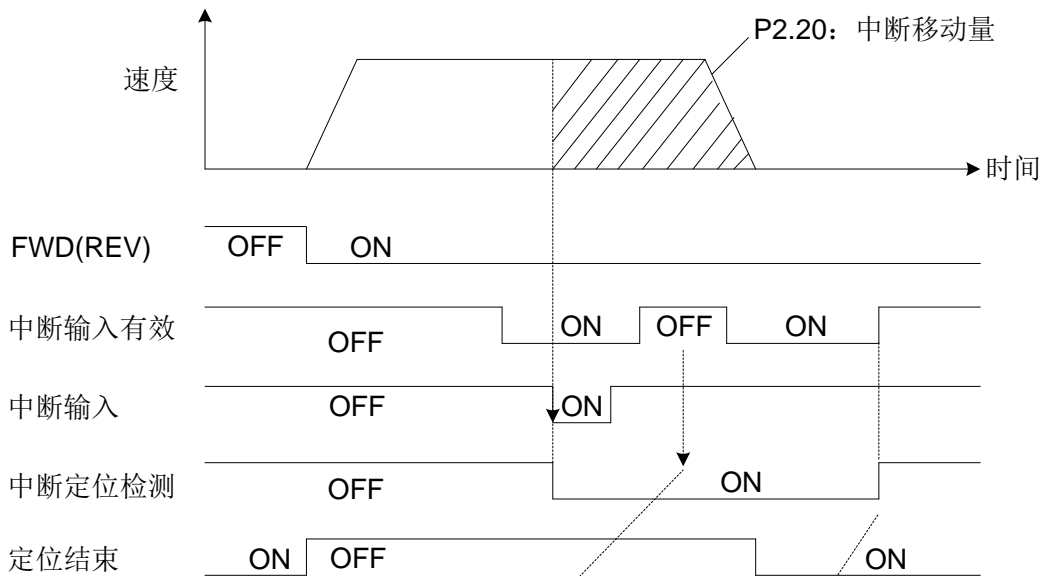 P2.20：中断移动量
速度
时间
FWD(REV) OFF ON
中断输入有效 OFF ON OFF ON
中断输入 OFF ON
中断定位检测 OFF ON
定位结束 ON OFF ON